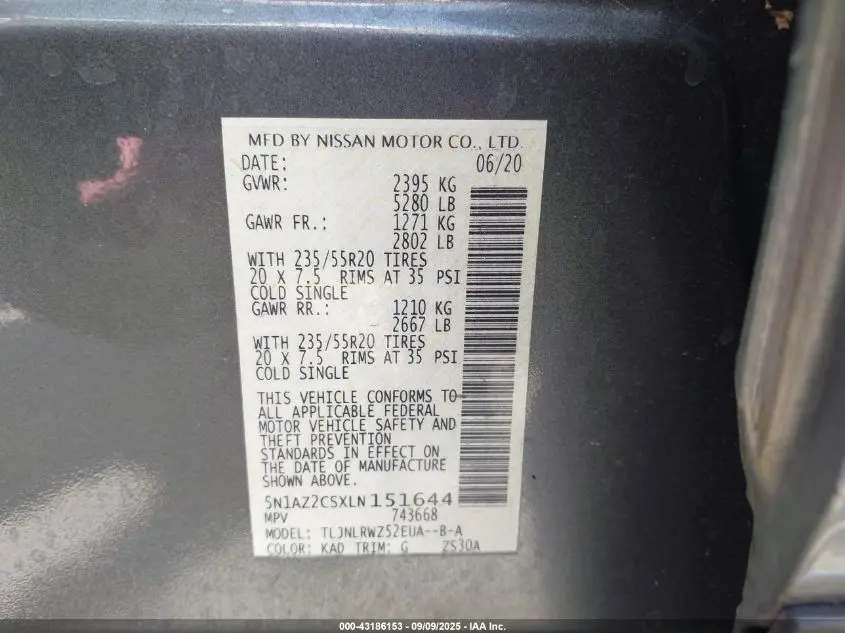 MFD BY NISSAN MOTOR CO., LTD.
DATE: 06/20
GVWR: 2395 KG
5280 LB
GAWR FR.: 1271 KG
2802 LB
WITH 235/55R20 TIRES
20 X 7.5 RIMS AT 35 PSI
COLD SINGLE
GAWR RR.: 1210 KG
2667 LB
WITH 235/55R20 TIRES
20 X 7.5 RIMS AT 35 PSI
COLD SINGLE
THIS VEHICLE CONFORMS TO
ALL APPLICABLE FEDERAL
MOTOR VEHICLE SAFETY AND
THEFT PREVENTION
STANDARDS IN EFFECT ON
THE DATE OF MANUFACTURE
SHOWN ABOVE.
5N1AZ2CSXLN151644
MPV 743668
MODEL: TLJNLRWZ52EUA--B-A
COLOR: KAD TRIM: G ZS30A
000-43186153 - 09/09/2025 - IAA Inc.